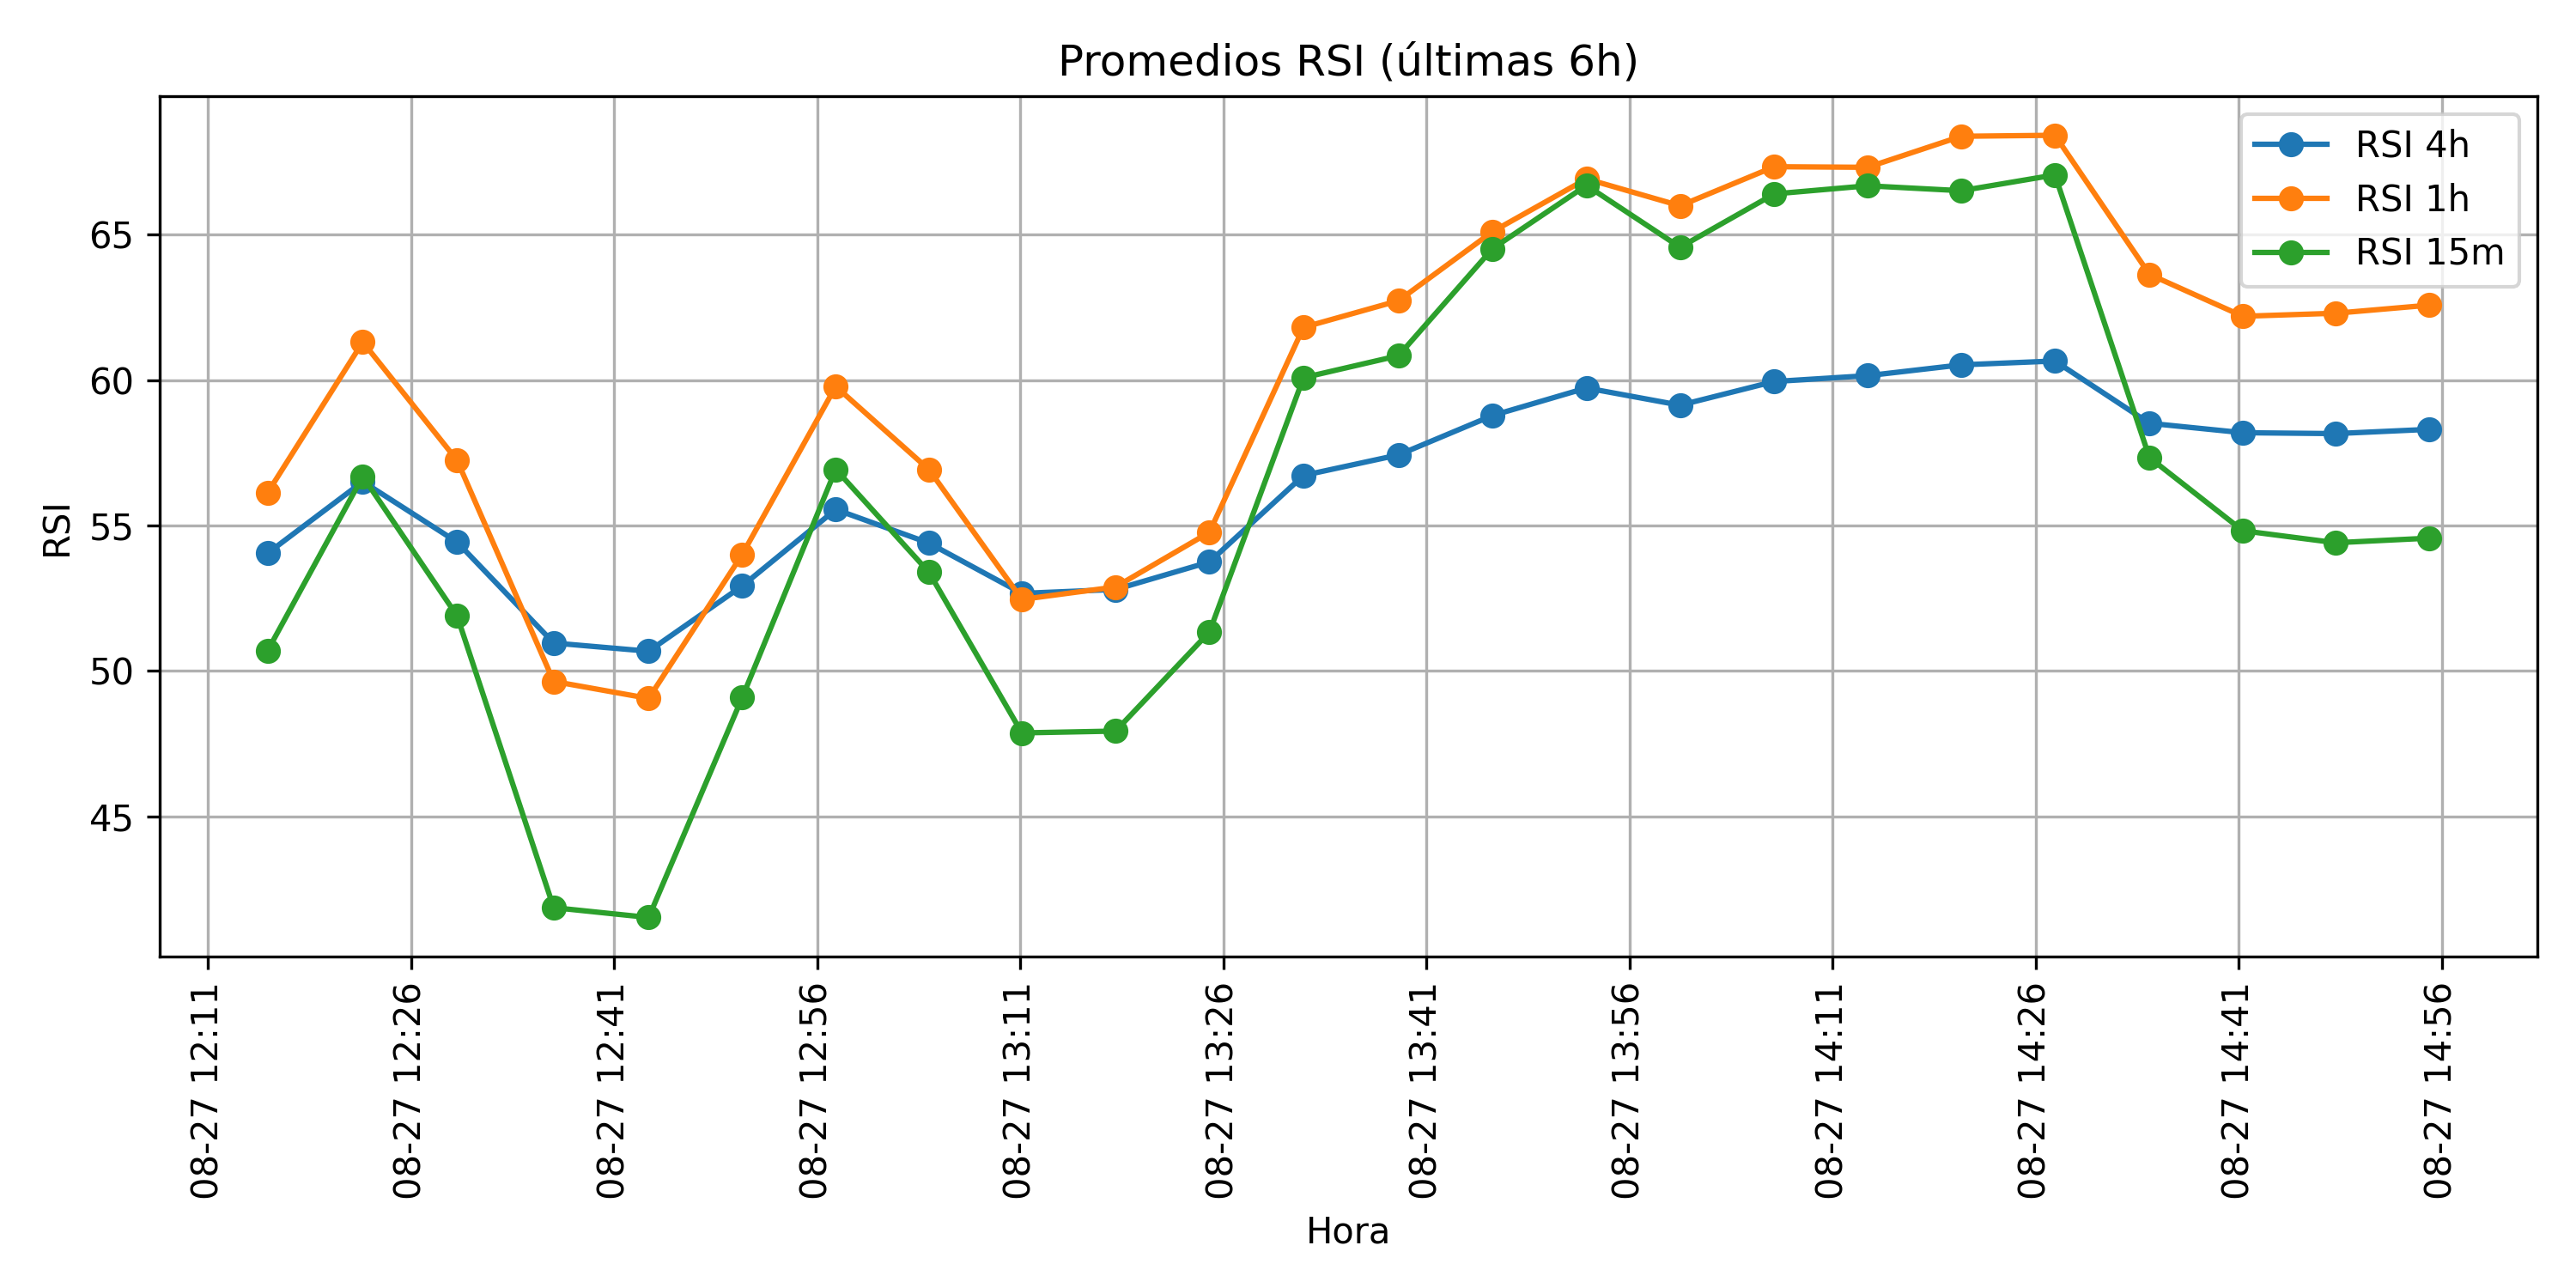 Promedios RSI (últimas 6h)
RSI 4h
RSI 1h
RSI 15m
RSI
65
60
55
50
45
08-27 12:11
08-27 12:26
08-27 12:41
08-27 12:56
08-27 13:11
08-27 13:26
08-27 13:41
08-27 13:56
08-27 14:11
08-27 14:26
08-27 14:41
08-27 14:56
Hora